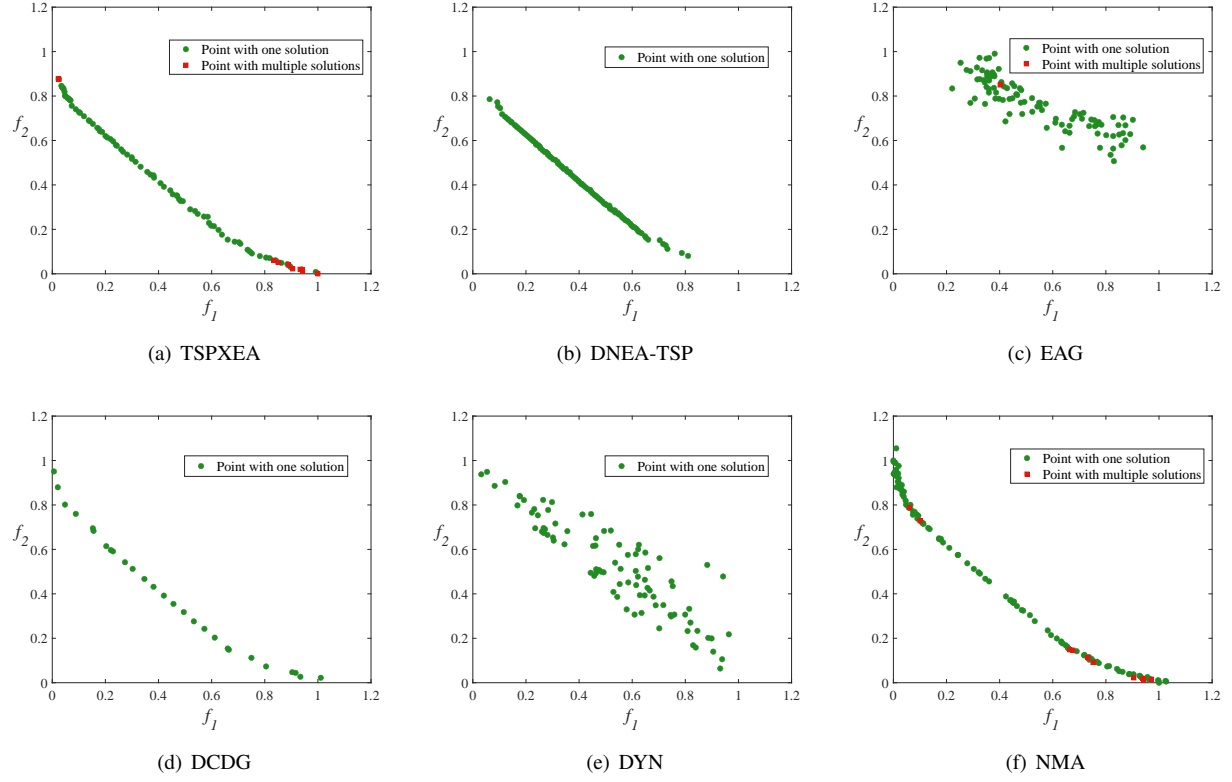 1.2
1
0.8
0.6
0.4
0.2
0
f2
0 0.2 0.4 0.6 0.8 1 1.2
f1
Point with one solution
Point with multiple solutions
(a) TSPXEA
1.2
1
0.8
0.6
0.4
0.2
0
f2
0 0.2 0.4 0.6 0.8 1 1.2
f1
Point with one solution
(b) DNEA-TSP
1.2
1
0.8
0.6
0.4
0.2
0
f2
0 0.2 0.4 0.6 0.8 1 1.2
f1
Point with one solution
Point with multiple solutions
(c) EAG
1.2
1
0.8
0.6
0.4
0.2
0
f2
0 0.2 0.4 0.6 0.8 1 1.2
f1
Point with one solution
(d) DCDG
1.2
1
0.8
0.6
0.4
0.2
0
f2
0 0.2 0.4 0.6 0.8 1 1.2
f1
Point with one solution
(e) DYN
1.2
1
0.8
0.6
0.4
0.2
0
f2
0 0.2 0.4 0.6 0.8 1 1.2
f1
Point with one solution
Point with multiple solutions
(f) NMA